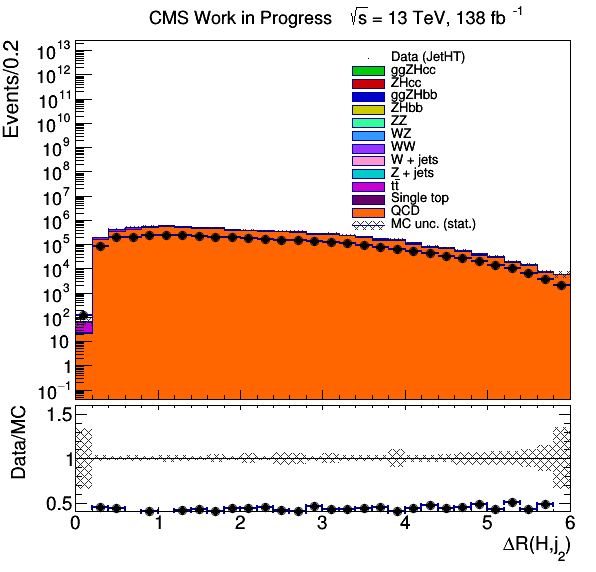 CMS Work in Progress √s = 13 TeV, 138 fb⁻¹
Events/0.2
10¹³
10¹²
10¹¹
10¹⁰
10⁹
10⁸
10⁷
10⁶
10⁵
10⁴
10³
10²
10
1
10⁻¹
Data (JetHT)
ggZHcc
ZHcc
ggZHbb
ZHbb
ZZ
WZ
WW
W + jets
Z + jets
tt̄
Single top
QCD
MC unc. (stat.)
Data/MC
1.5
1
0.5
0 1 2 3 4 5 6
ΔR(H,j₂)